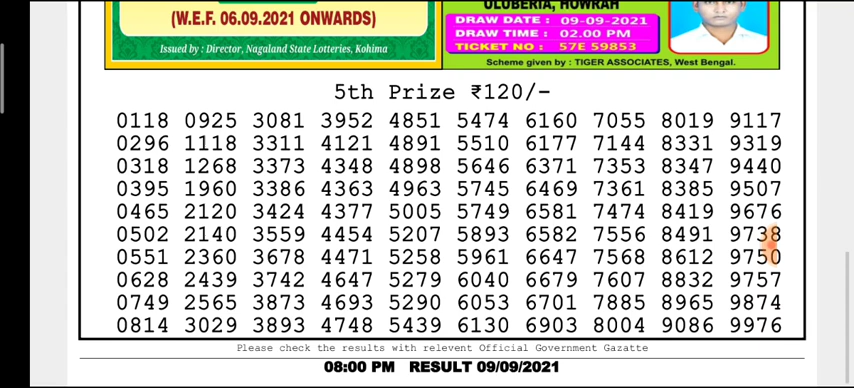 ULUBERIA, HOWRAH
(W.E.F. 06.09.2021 ONWARDS)
DRAW DATE : 09-09-2021
DRAW TIME : 02.00 PM
TICKET NO : 57E 59853
Issued by : Director, Nagaland State Lotteries, Kohima
Scheme given by : TIGER ASSOCIATES, West Bengal.
5th Prize ₹120/-
0118 0925 3081 3952 4851 5474 6160 7055 8019 9117
0296 1118 3311 4121 4891 5510 6177 7144 8331 9319
0318 1268 3373 4348 4898 5646 6371 7353 8347 9440
0395 1960 3386 4363 4963 5745 6469 7361 8385 9507
0465 2120 3424 4377 5005 5749 6581 7474 8419 9676
0502 2140 3559 4454 5207 5893 6582 7556 8491 9738
0551 2360 3678 4471 5258 5961 6647 7568 8612 9750
0628 2439 3742 4647 5279 6040 6679 7607 8832 9757
0749 2565 3873 4693 5290 6053 6701 7885 8965 9874
0814 3029 3893 4748 5439 6130 6903 8004 9086 9976
Please check the results with relevent Official Government Gazatte
08:00 PM RESULT 09/09/2021